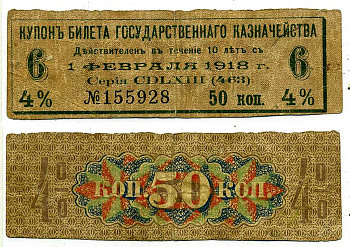 КУПОНЪ БИЛЕТА ГОСУДАРСТВЕННАГО КАЗНАЧЕЙСТВА
Дѣйствителенъ въ теченіе 10 лѣтъ съ
6 1 ФЕВРАЛЯ 1918 г. 6
Серія CDLXIII (463)
4% №155928 50 коп. 4%
4% КОП. 50 КОП. 4%